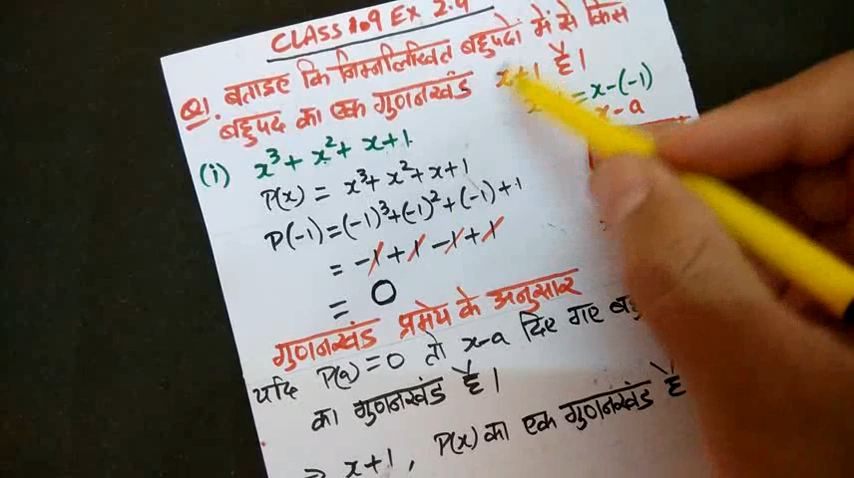 CLASS 9 EX 2.4
Q1. बताइए कि निम्नलिखित बहुपदों में से किस
बहुपद का एक गुणनखंड x+1 है।
= x-(-1)
x-a
(i) x³ + x² + x + 1
P(x) = x³ + x² + x + 1
P(-1) = (-1)³ + (-1)² + (-1) + 1
= -1 + 1 - 1 + 1
= 0
गुणनखंड प्रमेय के अनुसार
यदि P(a) = 0 तो x-a दिए गए
का गुणनखंड है।
⇒ x+1, P(x) का एक गुणनखंड है